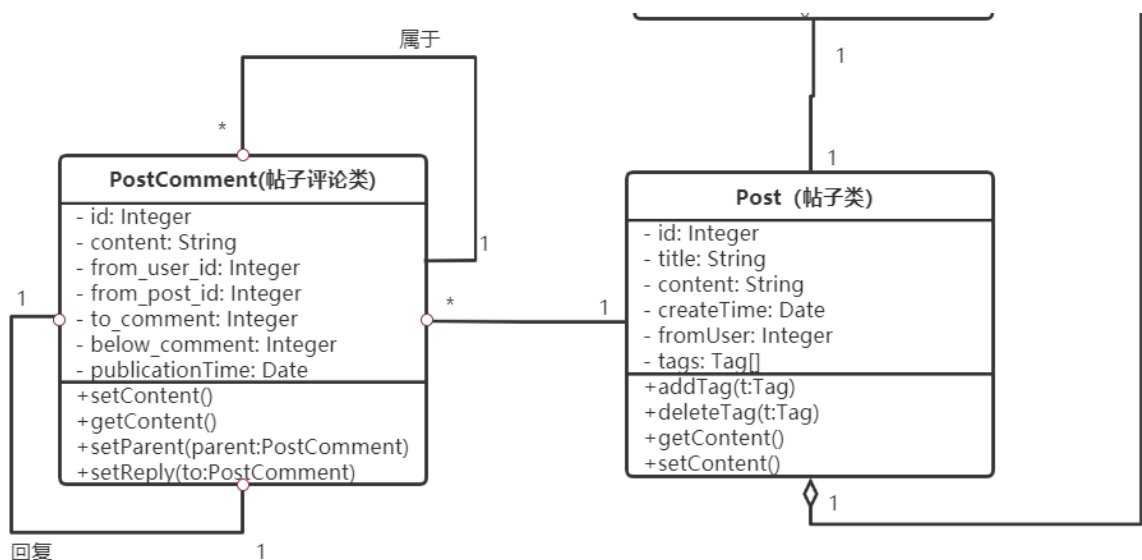 属于
*
1
1
PostComment(帖子评论类)
- id: Integer
- content: String
- from_user_id: Integer
- from_post_id: Integer
- to_comment: Integer
- below_comment: Integer
- publicationTime: Date
+setContent()
+getContent()
+setParent(parent:PostComment)
+setReply(to:PostComment)
1
回复
1
*
1
1
Post (帖子类)
- id: Integer
- title: String
- content: String
- createTime: Date
- fromUser: Integer
- tags: Tag[]
+addTag(t:Tag)
+deleteTag(t:Tag)
+getContent()
+setContent()
1